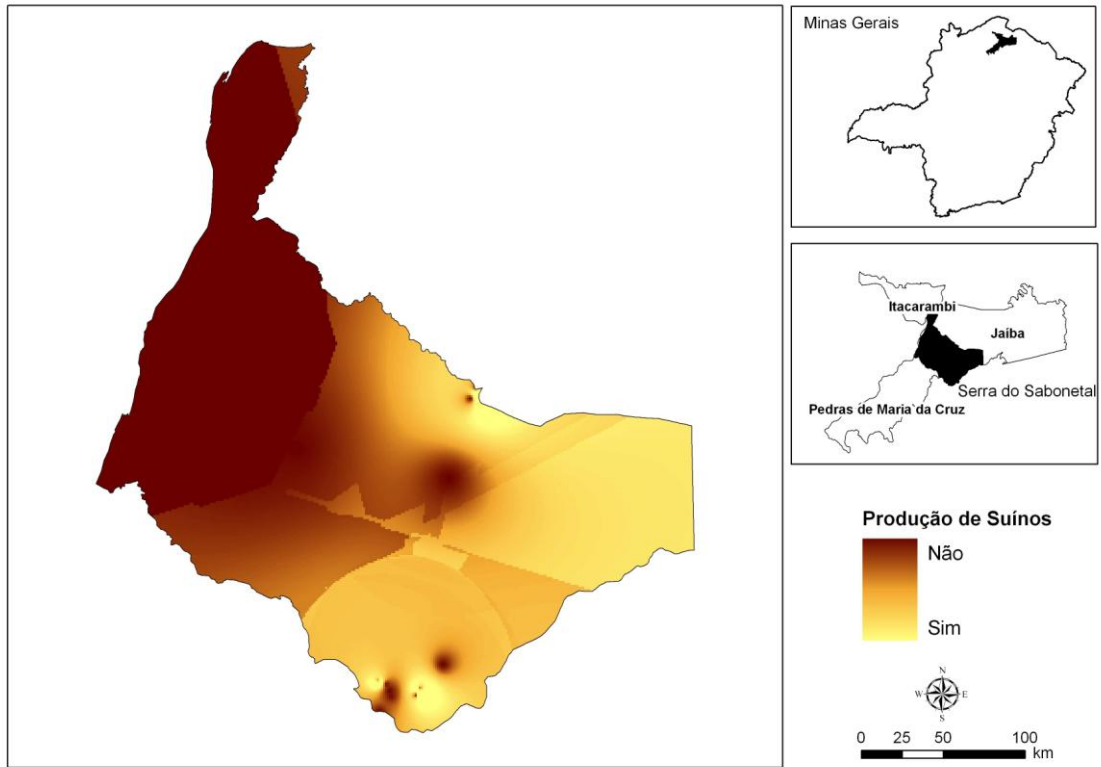 Minas Gerais
Itacarambi
Jaíba
Serra do Sabonetal
Pedras de Maria da Cruz
Produção de Suínos
Não
Sim
N
W E
S
0 25 50 100
km